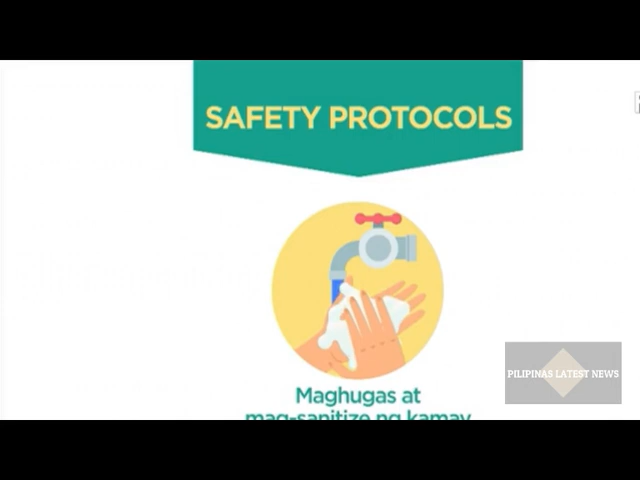 SAFETY PROTOCOLS
Maghugas at
mag-sanitize ng kamay
PILIPINAS LATEST NEWS